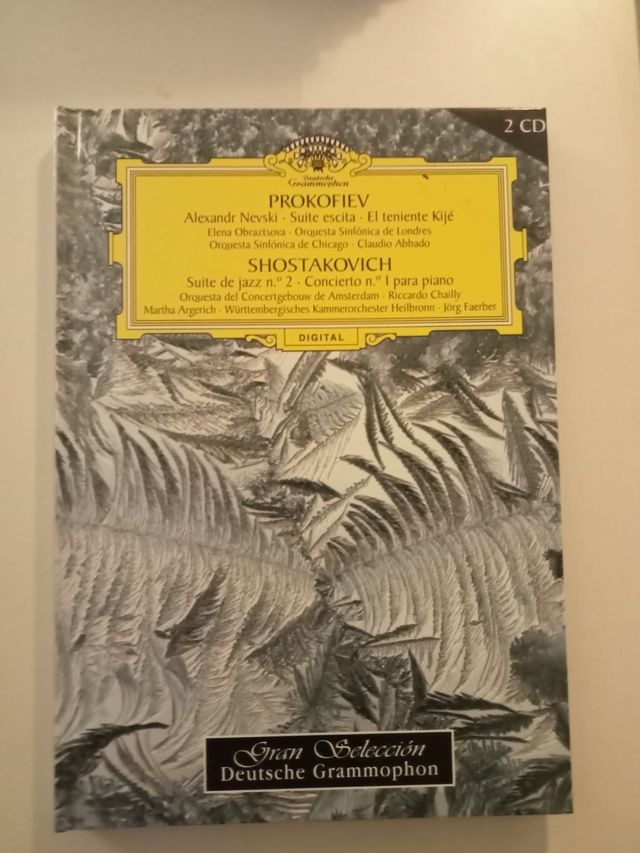 2 CD
Deutsche
Grammophon
PROKOFIEV
Alexandr Nevski · Suite escita · El teniente Kijé
Elena Obraztsova · Orquesta Sinfónica de Londres
Orquesta Sinfónica de Chicago · Claudio Abbado
SHOSTAKOVICH
Suite de jazz n.º 2 · Concierto n.º 1 para piano
Orquesta del Concertgebouw de Amsterdam · Riccardo Chailly
Martha Argerich · Württembergisches Kammerorchester Heilbronn · Jörg Faerber
DIGITAL
Gran Selección
Deutsche Grammophon